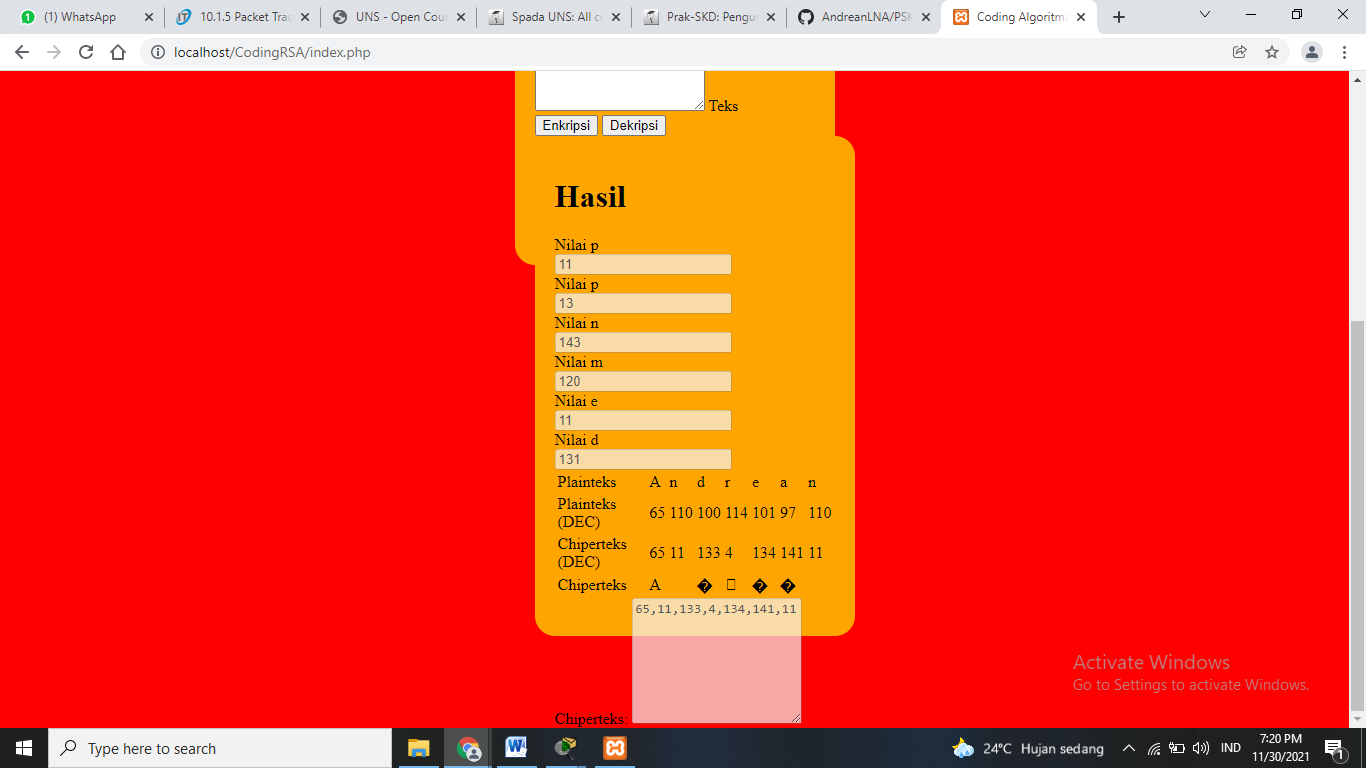 (1) WhatsApp
10.1.5 Packet Trac
UNS - Open Cou
Spada UNS: All c
Prak-SKD: Pengu
AndreanLNA/PSK
Coding Algoritma
localhost/CodingRSA/index.php
Teks
Enkripsi Dekripsi
Hasil
Nilai p
11
Nilai p
13
Nilai n
143
Nilai m
120
Nilai e
11
Nilai d
131
Plainteks A n d r e a n
Plainteks
(DEC) 65 110 100 114 101 97 110
Chiperteks
(DEC) 65 11 133 4 134 141 11
Chiperteks A � □ � �
65,11,133,4,134,141,11
Chiperteks:
Activate Windows
Go to Settings to activate Windows.
Type here to search
24°C Hujan sedang
IND
7:20 PM
11/30/2021
1